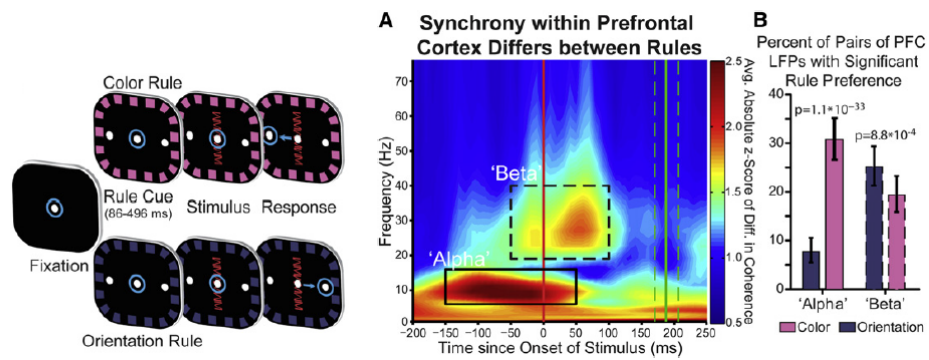 Color Rule
Rule Cue
(86-496 ms)
Stimulus
Response
Fixation
Orientation Rule
A
Synchrony within Prefrontal
Cortex Differs between Rules
Frequency (Hz)
70
60
50
40
30
20
10
'Beta'
'Alpha'
-200 -150 -100 -50 0 50 100 150 200 250
Time since Onset of Stimulus (ms)
2.5
2.0
1.5
1.0
0.5
Avg. Absolute z-Score of Diff. in Coherence
B
Percent of Pairs of PFC
LFPs with Significant
Rule Preference
40
30
20
10
0
p=1.1*10⁻³³
p=8.8*10⁻⁴
'Alpha' 'Beta'
Color Orientation